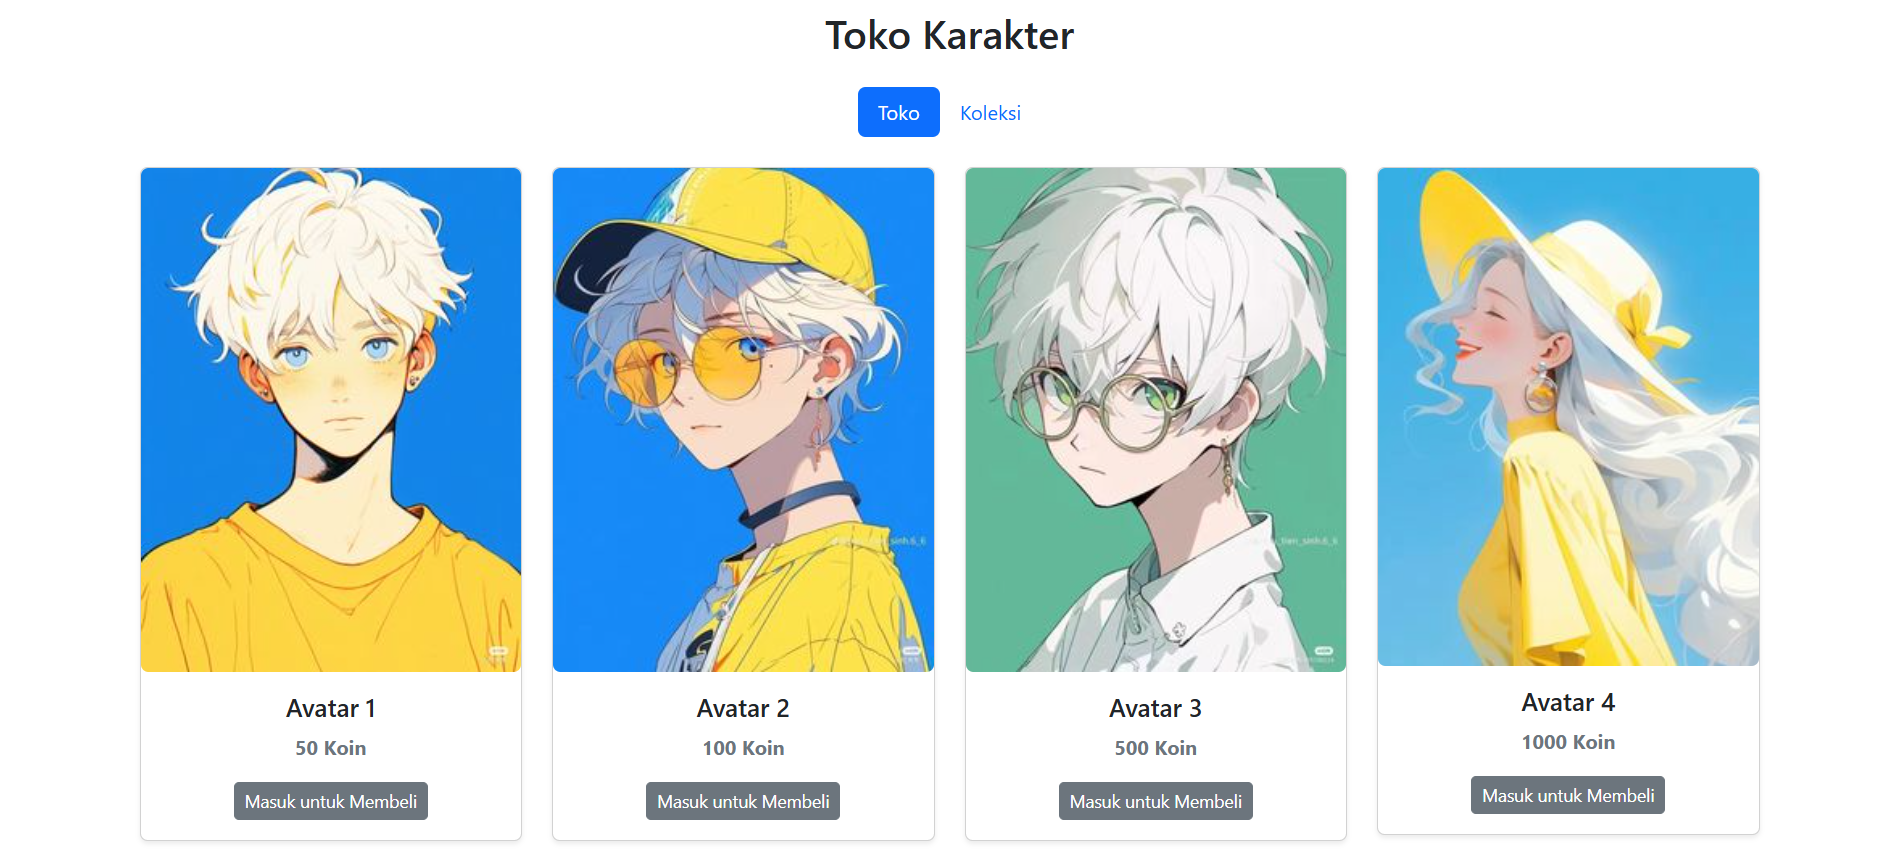 Toko Karakter
Toko
Koleksi
Avatar 1
50 Koin
Masuk untuk Membeli
Avatar 2
100 Koin
Masuk untuk Membeli
Avatar 3
500 Koin
Masuk untuk Membeli
Avatar 4
1000 Koin
Masuk untuk Membeli